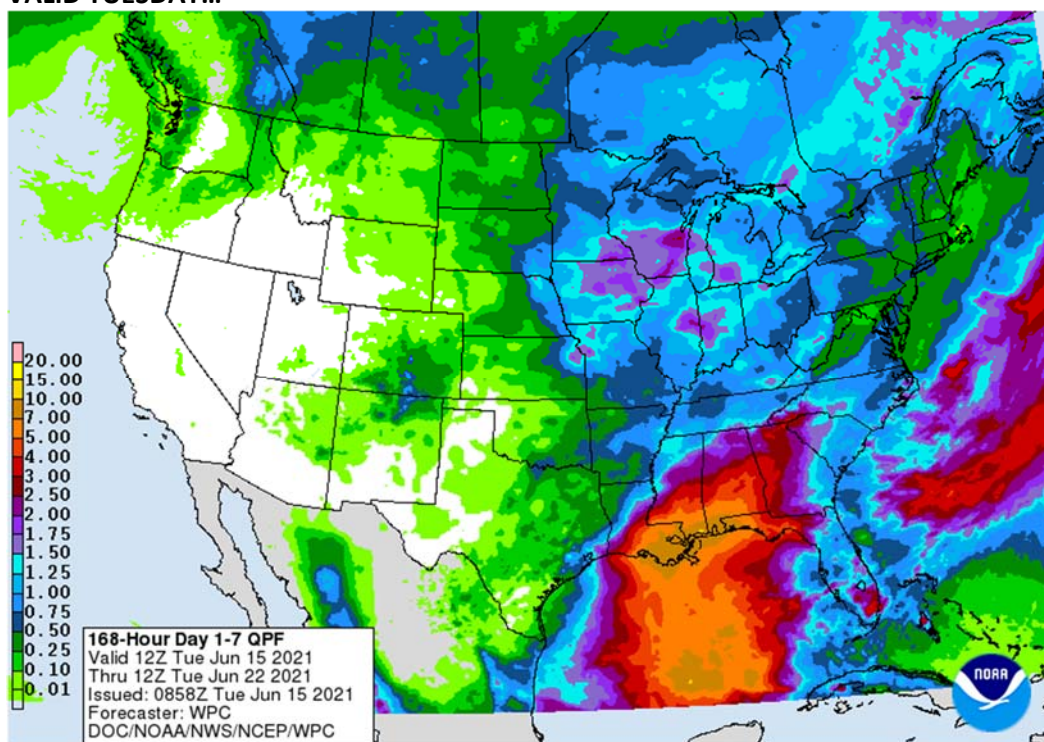 VALID TUESDAY...
20.00
15.00
10.00
7.00
5.00
4.00
3.00
2.50
2.00
1.75
1.50
1.25
1.00
0.75
0.50
0.25
0.10
0.01
168-Hour Day 1-7 QPF
Valid 12Z Tue Jun 15 2021
Thru 12Z Tue Jun 22 2021
Issued: 0858Z Tue Jun 15 2021
Forecaster: WPC
DOC/NOAA/NWS/NCEP/WPC
NOAA